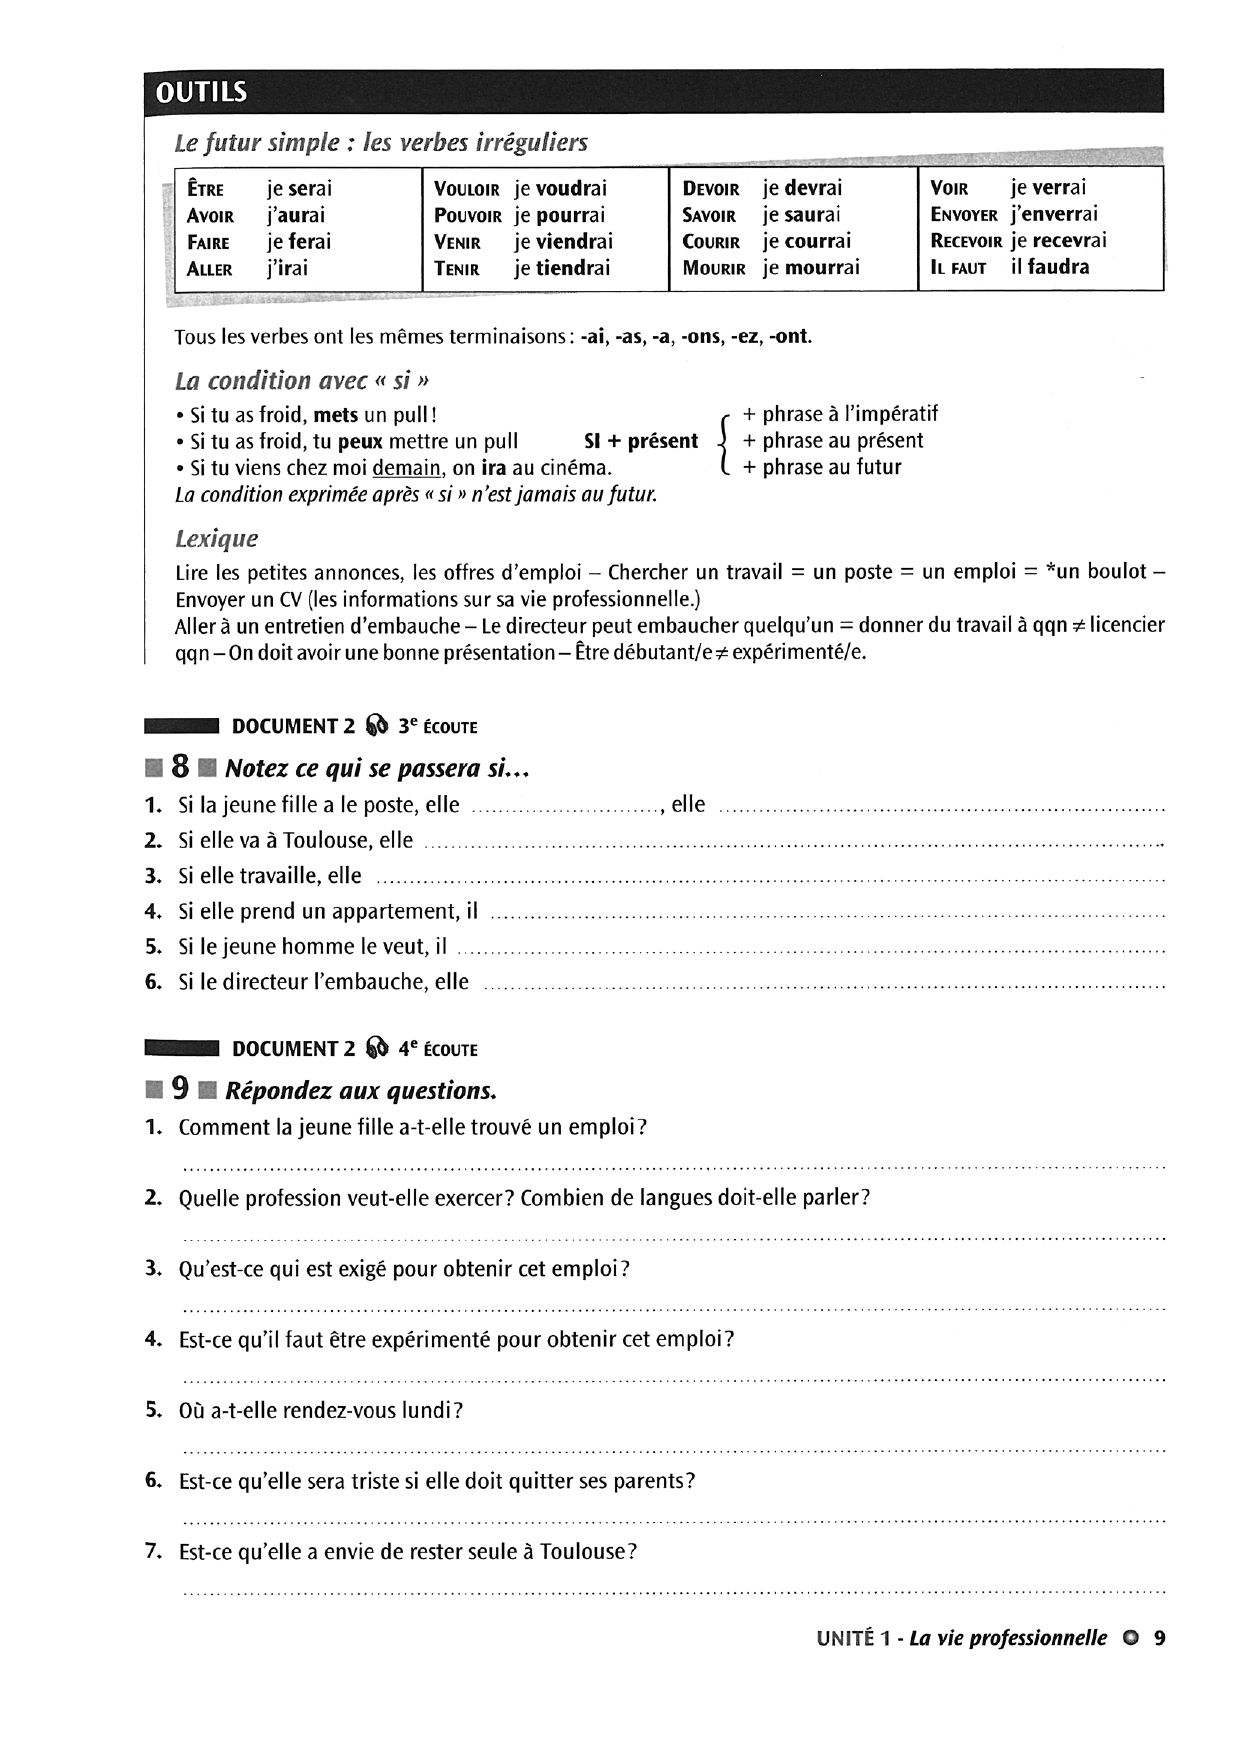 OUTILS
Le futur simple : les verbes irréguliers
ÊTRE je serai VOULOIR je voudrai DEVOIR je devrai VOIR je verrai
AVOIR j'aurai POUVOIR je pourrai SAVOIR je saurai ENVOYER j'enverrai
FAIRE je ferai VENIR je viendrai COURIR je courrai RECEVOIR je recevrai
ALLER j'irai TENIR je tiendrai MOURIR je mourrai IL FAUT il faudra
Tous les verbes ont les mêmes terminaisons : -ai, -as, -a, -ons, -ez, -ont.
La condition avec « si »
• Si tu as froid, mets un pull ! + phrase à l'impératif
• Si tu as froid, tu peux mettre un pull SI + présent + phrase au présent
• Si tu viens chez moi demain, on ira au cinéma. + phrase au futur
La condition exprimée après « si » n'est jamais au futur.
Lexique
Lire les petites annonces, les offres d'emploi – Chercher un travail = un poste = un emploi = *un boulot –
Envoyer un CV (les informations sur sa vie professionnelle.)
Aller à un entretien d'embauche – Le directeur peut embaucher quelqu'un = donner du travail à qqn ≠ licencier
qqn – On doit avoir une bonne présentation – Être débutant/e ≠ expérimenté/e.
DOCUMENT 2 3e ÉCOUTE
8 Notez ce qui se passera si...
1. Si la jeune fille a le poste, elle ............................, elle ..................................................................
2. Si elle va à Toulouse, elle ..................................................................
3. Si elle travaille, elle ..................................................................
4. Si elle prend un appartement, il ..................................................................
5. Si le jeune homme le veut, il ..................................................................
6. Si le directeur l'embauche, elle ..................................................................
DOCUMENT 2 4e ÉCOUTE
9 Répondez aux questions.
1. Comment la jeune fille a-t-elle trouvé un emploi ?
2. Quelle profession veut-elle exercer ? Combien de langues doit-elle parler ?
3. Qu'est-ce qui est exigé pour obtenir cet emploi ?
4. Est-ce qu'il faut être expérimenté pour obtenir cet emploi ?
5. Où a-t-elle rendez-vous lundi ?
6. Est-ce qu'elle sera triste si elle doit quitter ses parents ?
7. Est-ce qu'elle a envie de rester seule à Toulouse ?
UNITÉ 1 - La vie professionnelle 9